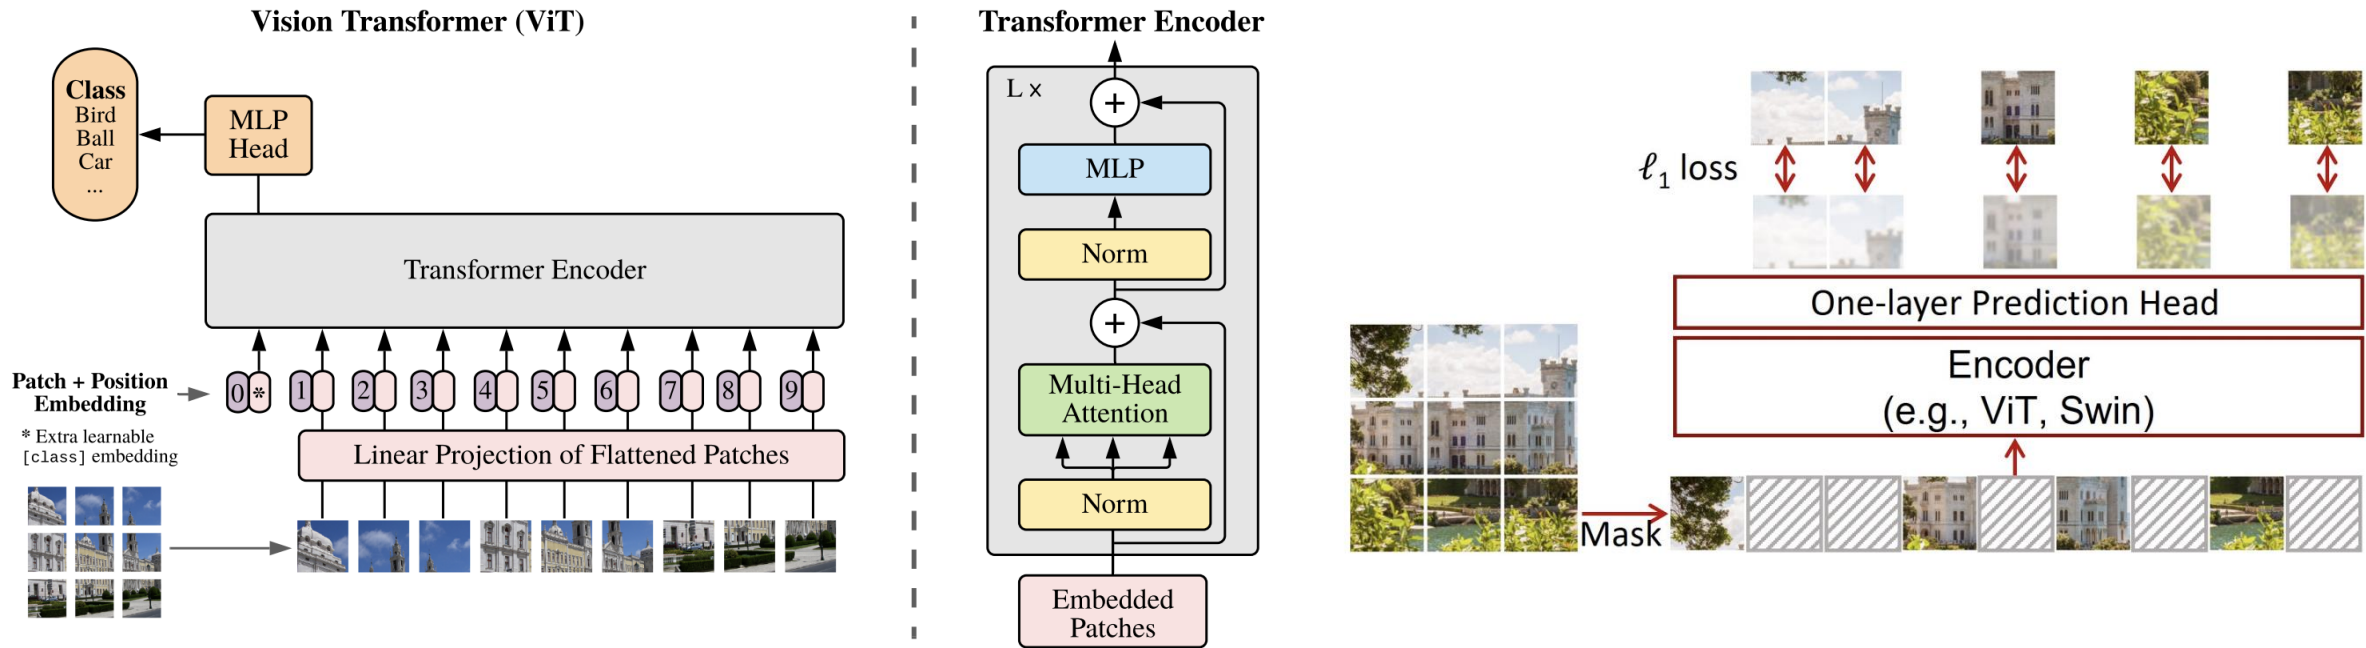 Vision Transformer (ViT)
Class
Bird
Ball
Car
...
MLP
Head
Transformer Encoder
Patch + Position
Embedding
* Extra learnable
[class] embedding
0 *
1
2
3
4
5
6
7
8
9
Linear Projection of Flattened Patches
Transformer Encoder
L ×
+
MLP
Norm
+
Multi-Head
Attention
Norm
Embedded
Patches
ℓ₁ loss
One-layer Prediction Head
Encoder
(e.g., ViT, Swin)
Mask